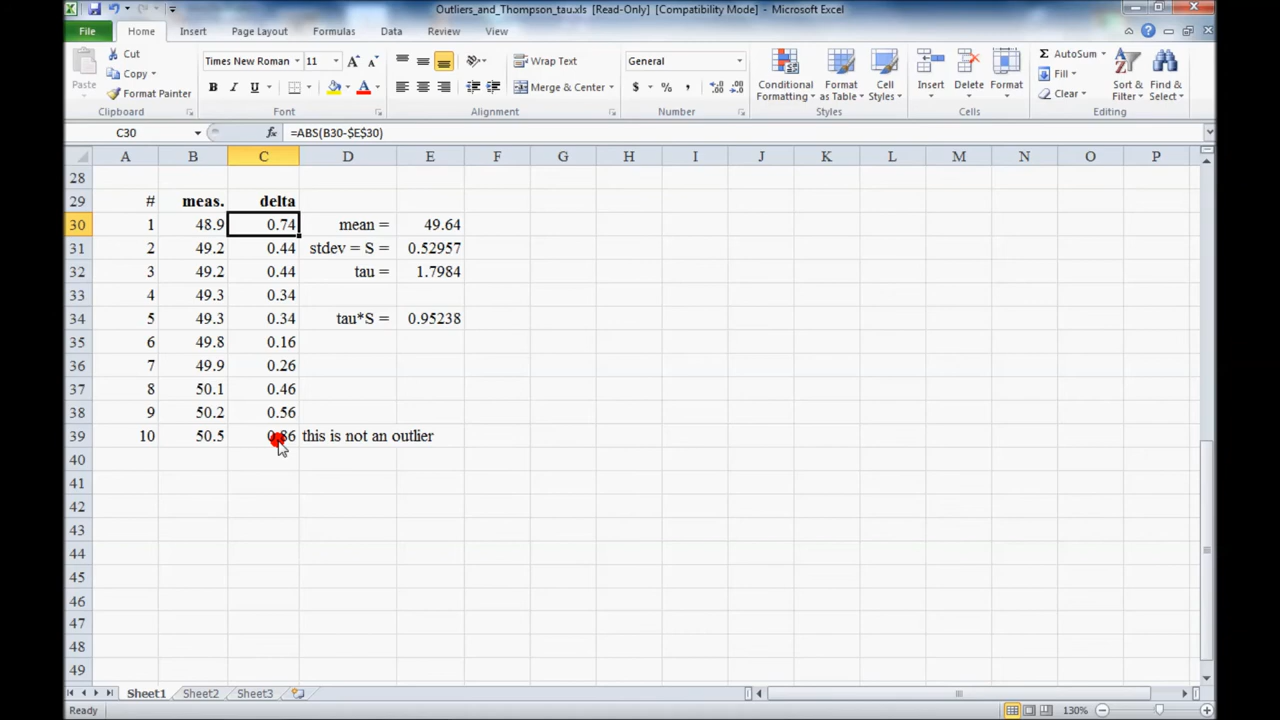 Outliers_and_Thompson_tau.xls [Read-Only] [Compatibility Mode] - Microsoft Excel
File Home Insert Page Layout Formulas Data Review View
Paste
Cut
Copy
Format Painter
Clipboard
Times New Roman 11
B I U
Font
Wrap Text
Merge & Center
Alignment
General
$ % ,
Number
Conditional Formatting
Format as Table
Cell Styles
Styles
Insert Delete Format
Cells
AutoSum
Fill
Clear
Sort & Filter
Find & Select
Editing
C30 fx =ABS(B30-$E$30)
A B C D E F G H I J K L M N O P
28
29 # meas. delta
30 1 48.9 0.74 mean = 49.64
31 2 49.2 0.44 stdev = S = 0.52957
32 3 49.2 0.44 tau = 1.7984
33 4 49.3 0.34
34 5 49.3 0.34 tau*S = 0.95238
35 6 49.8 0.16
36 7 49.9 0.26
37 8 50.1 0.46
38 9 50.2 0.56
39 10 50.5 0.86 this is not an outlier
40
41
42
43
44
45
46
47
48
49
Sheet1 Sheet2 Sheet3
Ready 130%